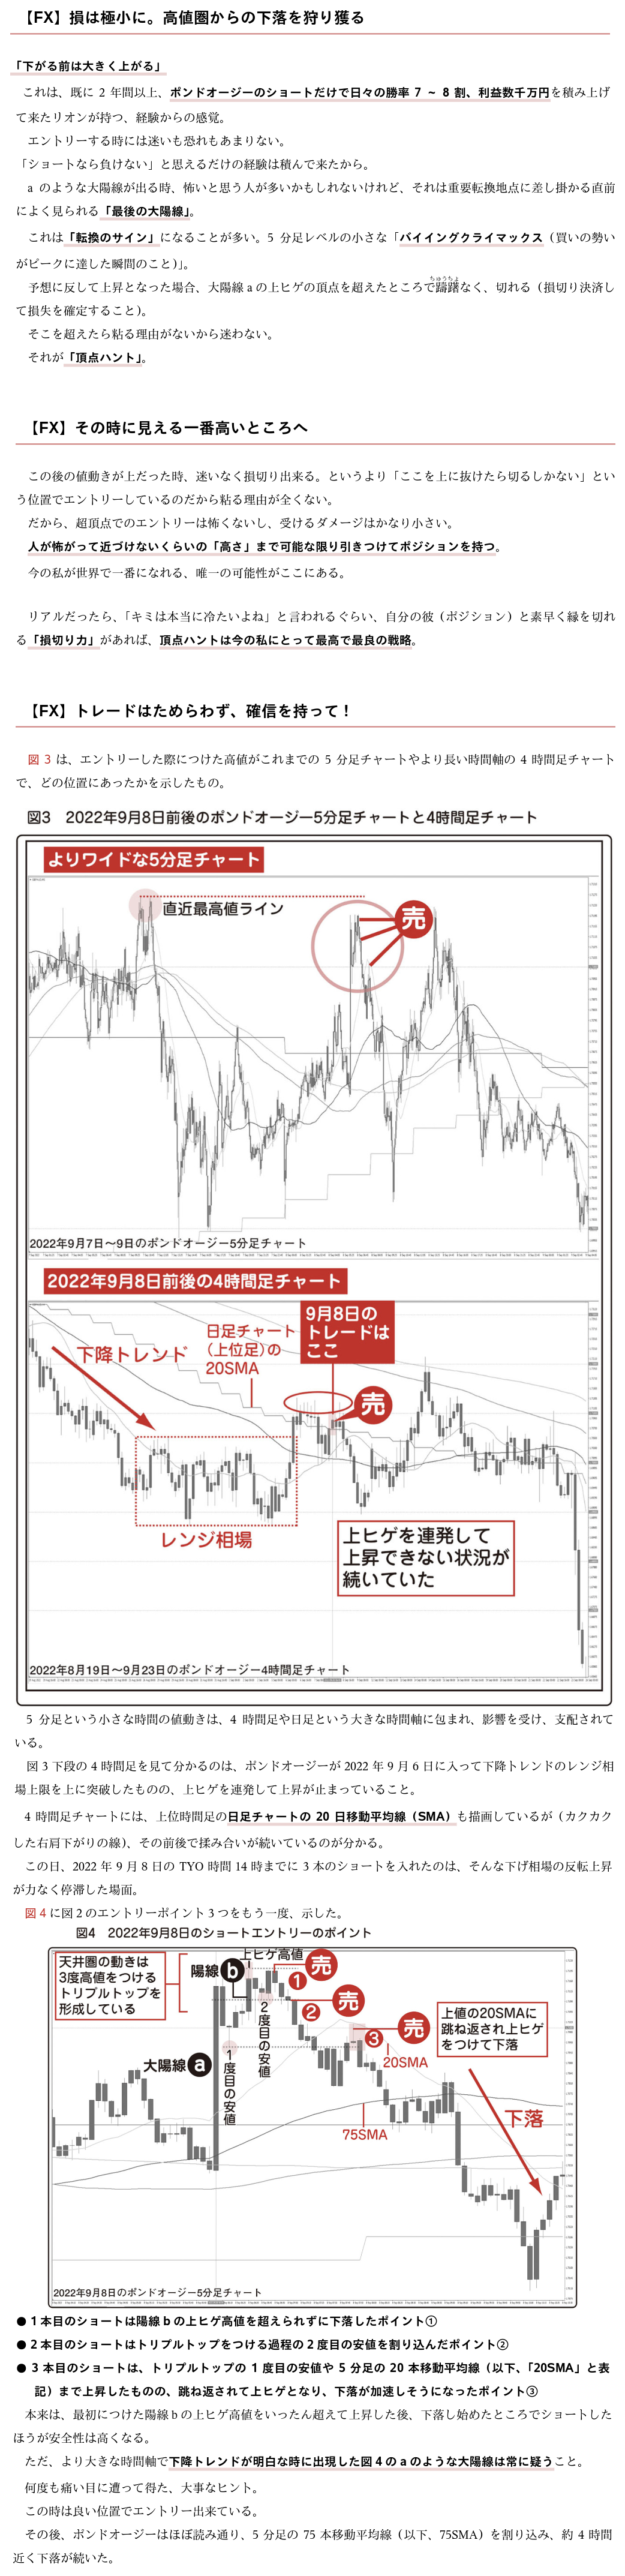 【FX】損は極小に。高値圏からの下落を狩り獲る
「下がる前は大きく上がる」
これは、既に 2 年間以上、ポンドオージーのショートだけで日々の勝率 7 ～ 8 割、利益数千万円を積み上げ
て来たリオンが持つ、経験からの感覚。
エントリーする時には迷いも恐れもあまりない。
「ショートなら負けない」と思えるだけの経験は積んで来たから。
a のような大陽線が出る時、怖いと思う人が多いかもしれないけれど、それは重要転換地点に差し掛かる直前
によく見られる「最後の大陽線」。
これは「転換のサイン」になることが多い。5 分足レベルの小さな「バイイングクライマックス（買いの勢い
がピークに達した瞬間のこと）」。
予想に反して上昇となった場合、大陽線 a の上ヒゲの頂点を超えたところで躊躇なく、切れる（損切り決済し
ちゅうちょ
て損失を確定すること）。
そこを超えたら粘る理由がないから迷わない。
それが「頂点ハント」。
【FX】その時に見える一番高いところへ
この後の値動きが上だった時、迷いなく損切り出来る。というより「ここを上に抜けたら切るしかない」とい
う位置でエントリーしているのだから粘る理由が全くない。
だから、超頂点でのエントリーは怖くないし、受けるダメージはかなり小さい。
人が怖がって近づけないくらいの「高さ」まで可能な限り引きつけてポジションを持つ。
今の私が世界で一番になれる、唯一の可能性がここにある。
リアルだったら、「キミは本当に冷たいよね」と言われるぐらい、自分の彼（ポジション）と素早く縁を切れ
る「損切り力」があれば、頂点ハントは今の私にとって最高で最良の戦略。
【FX】トレードはためらわず、確信を持って！
図 3 は、エントリーした際につけた高値がこれまでの 5 分足チャートやより長い時間軸の 4 時間足チャート
で、どの位置にあったかを示したもの。
図3　2022年9月8日前後のポンドオージー5分足チャートと4時間足チャート
よりワイドな5分足チャート
直近最高値ライン
売
2022年9月7日〜9日のポンドオージー5分足チャート
2022年9月8日前後の4時間足チャート
下降トレンド
日足チャート
（上位足）の
20SMA
9月8日の
トレードは
ここ
売
レンジ相場
上ヒゲを連発して
上昇できない状況が
続いていた
2022年8月19日〜9月23日のポンドオージー4時間足チャート
5 分足という小さな時間の値動きは、4 時間足や日足という大きな時間軸に包まれ、影響を受け、支配されて
いる。
図 3 下段の 4 時間足を見て分かるのは、ポンドオージーが 2022 年 9 月 6 日に入って下降トレンドのレンジ相
場上限を上に突破したものの、上ヒゲを連発して上昇が止まっていること。
4 時間足チャートには、上位時間足の日足チャートの 20 日移動平均線（SMA）も描画しているが（カクカク
した右肩下がりの線）、その前後で揉み合いが続いているのが分かる。
この日、2022 年 9 月 8 日の TYO 時間 14 時までに 3 本のショートを入れたのは、そんな下げ相場の反転上昇
が力なく停滞した場面。
図 4 に図 2 のエントリーポイント 3 つをもう一度、示した。
図4　2022年9月8日のショートエントリーのポイント
天井圏の動きは
3度高値をつける
トリプルトップを
形成している
陽線b
上ヒゲ高値
①
売
②
売
③
売
2度目の安値
1度目の安値
大陽線a
20SMA
75SMA
上値の20SMAに
跳ね返され上ヒゲ
をつけて下落
下落
2022年9月8日のポンドオージー5分足チャート
● 1 本目のショートは陽線 b の上ヒゲ高値を超えられずに下落したポイント①
● 2 本目のショートはトリプルトップをつける過程の 2 度目の安値を割り込んだポイント②
● 3 本目のショートは、トリプルトップの 1 度目の安値や 5 分足の 20 本移動平均線（以下、「20SMA」と表
記）まで上昇したものの、跳ね返されて上ヒゲとなり、下落が加速しそうになったポイント③
本来は、最初につけた陽線 b の上ヒゲ高値をいったん超えて上昇した後、下落し始めたところでショートした
ほうが安全性は高くなる。
ただ、より大きな時間軸で下降トレンドが明白な時に出現した図 4 の a のような大陽線は常に疑うこと。
何度も痛い目に遭って得た、大事なヒント。
この時は良い位置でエントリー出来ている。
その後、ポンドオージーはほぼ読み通り、5 分足の 75 本移動平均線（以下、75SMA）を割り込み、約 4 時間
近く下落が続いた。